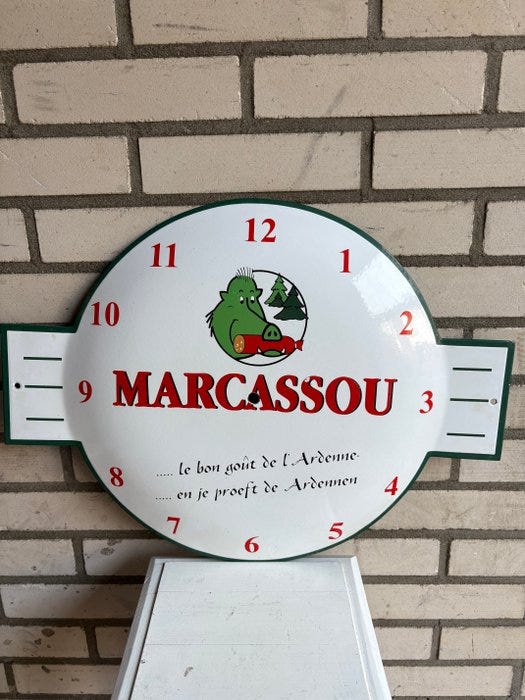 12
11 1
10 2
MARCASSOU
9 3
..... le bon goût de l'Ardenne
..... en je proeft de Ardennen
8 4
7 5
6